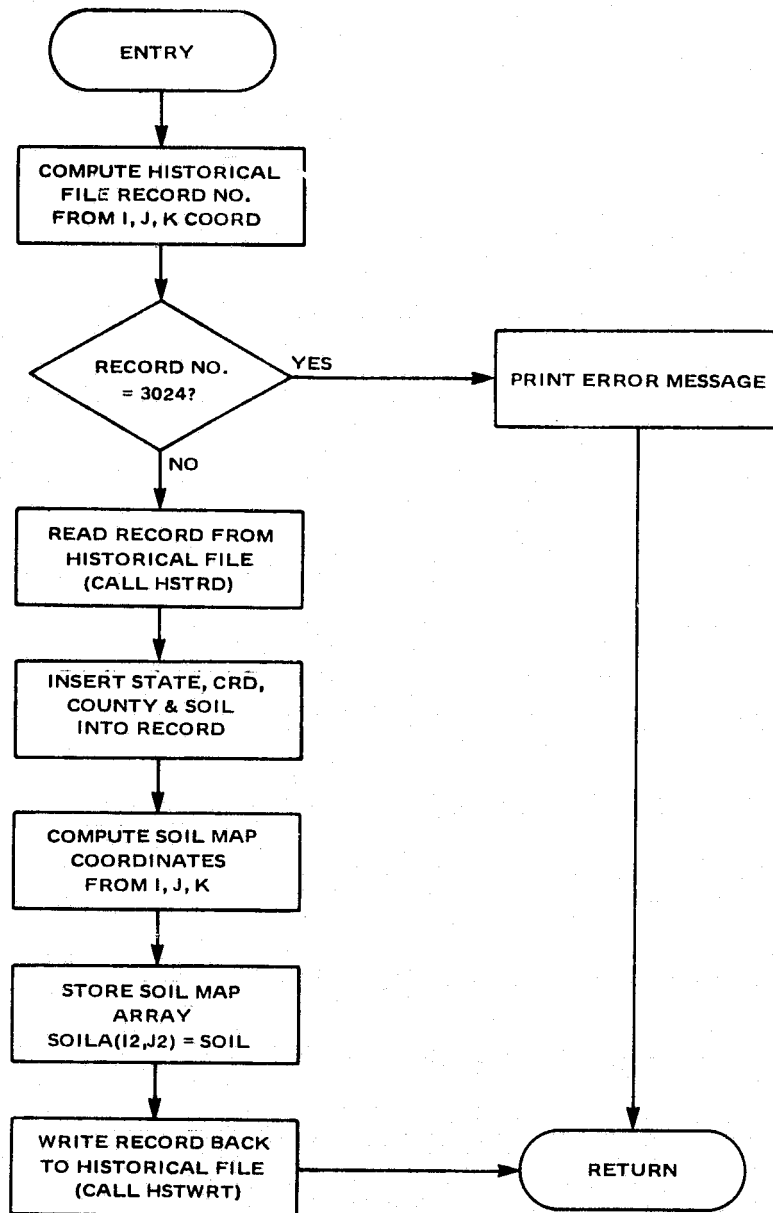 ENTRY
COMPUTE HISTORICAL
FILE RECORD NO.
FROM I, J, K COORD
RECORD NO.
= 3024?
YES
PRINT ERROR MESSAGE
NO
READ RECORD FROM
HISTORICAL FILE
(CALL HSTRD)
INSERT STATE, CRD,
COUNTY & SOIL
INTO RECORD
COMPUTE SOIL MAP
COORDINATES
FROM I, J, K
STORE SOIL MAP
ARRAY
SOILA(I2,J2) = SOIL
WRITE RECORD BACK
TO HISTORICAL FILE
(CALL HSTWRT)
RETURN